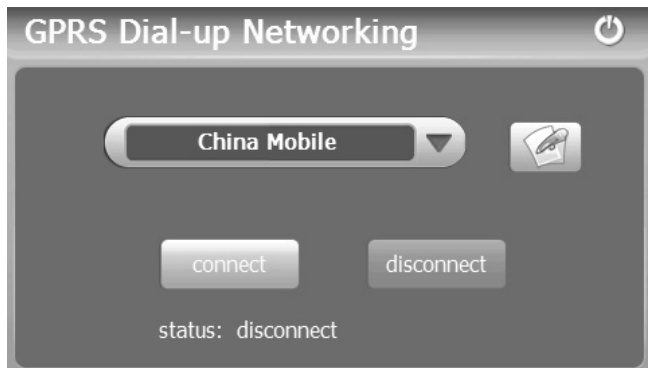 GPRS Dial-up Networking
China Mobile
connect disconnect
status: disconnect